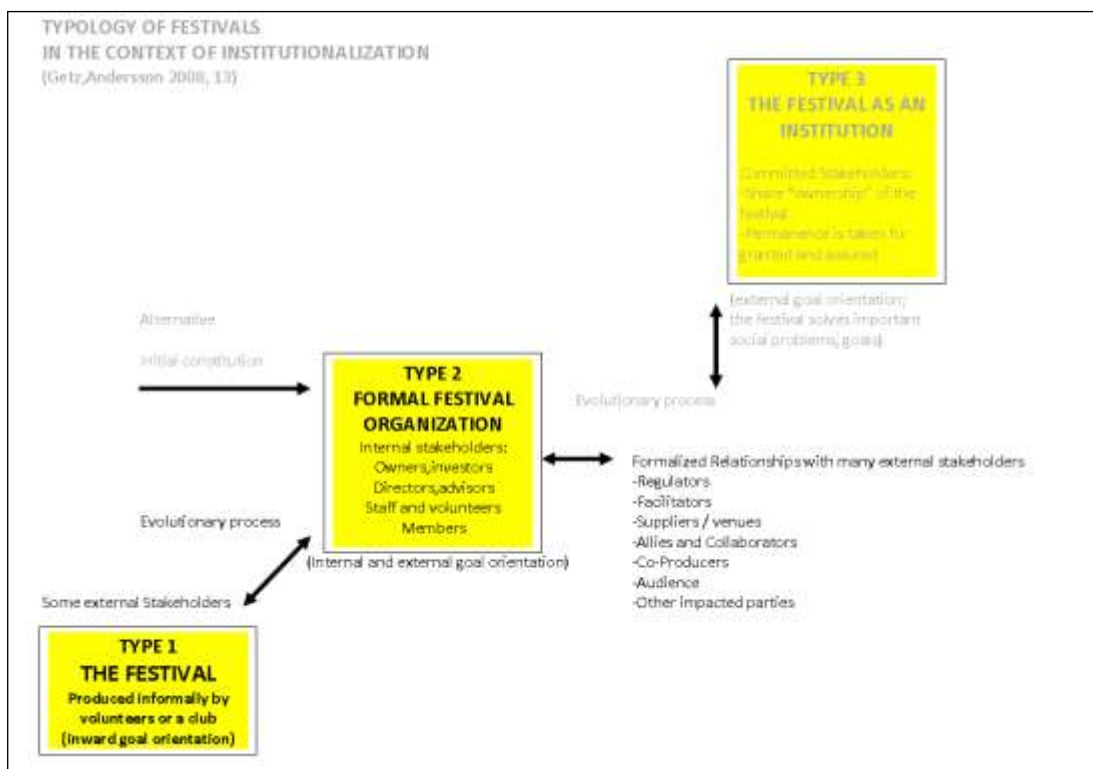 TYPOLOGY OF FESTIVALS
IN THE CONTEXT OF INSTITUTIONALIZATION
(Getz,Andersson 2008, 13)
TYPE 3
THE FESTIVAL AS AN
INSTITUTION
Committed Stakeholders:
-Share "ownership" of the
festival
-Permanence is taken for
granted and assured
(external goal orientation;
the festival solves important
social problems, goals)
Alternative
Initial constitution
Evolutionary process
TYPE 2
FORMAL FESTIVAL
ORGANIZATION
Internal stakeholders:
Owners,investors
Directors,advisors
Staff and volunteers
Members
(Internal and external goal orientation)
Formalized Relationships with many external stakeholders
-Regulators
-Facilitators
-Suppliers / venues
-Allies and Collaborators
-Co-Producers
-Audience
-Other impacted parties
Evolutionary process
Some external Stakeholders
TYPE 1
THE FESTIVAL
Produced informally by
volunteers or a club
(inward goal orientation)